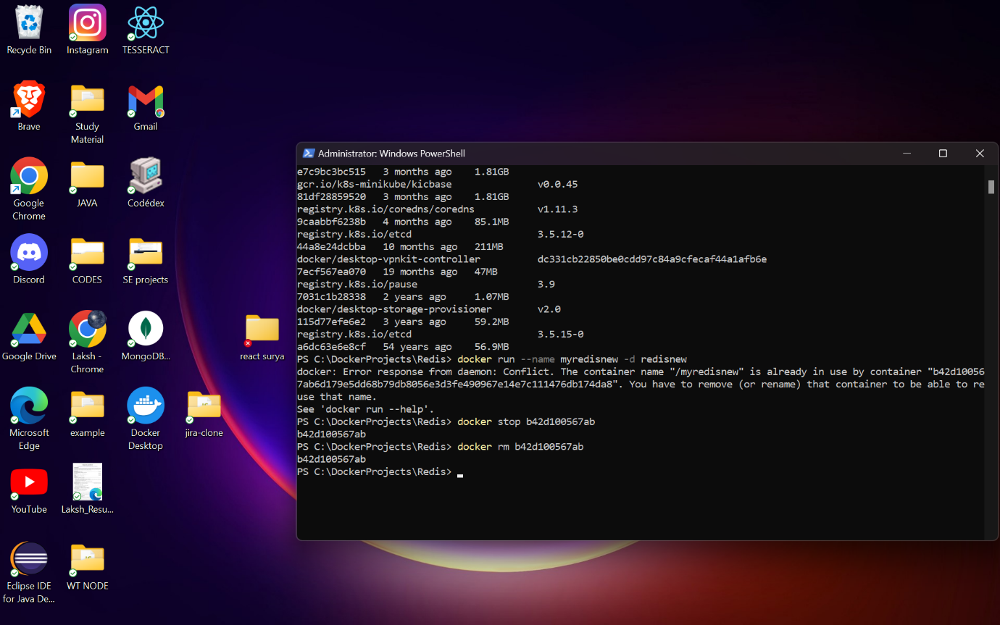 Recycle Bin
Instagram
TESSERACT
Brave
Study
Material
Gmail
Google
Chrome
JAVA
Codédex
Discord
CODES
SE projects
Google Drive
Laksh -
Chrome
MongoDB...
react surya
Microsoft
Edge
example
Docker
Desktop
jira-clone
YouTube
Laksh_Resu...
Eclipse IDE
for Java De...
WT NODE
Administrator: Windows PowerShell
e7c9bc3bc515   3 months ago    1.81GB
gcr.io/k8s-minikube/kicbase               v0.0.45
81df28859520   3 months ago    1.81GB
registry.k8s.io/coredns/coredns           v1.11.3
9caabbf6238b   4 months ago    85.1MB
registry.k8s.io/etcd                      3.5.12-0
44a8e24dcbba   10 months ago   211MB
docker/desktop-vpnkit-controller          dc331cb22850be0cdd97c84a9cfecaf44a1afb6e
7ecf567ea070   19 months ago   47MB
registry.k8s.io/pause                     3.9
7031c1b28338   2 years ago     1.07MB
docker/desktop-storage-provisioner        v2.0
115d77efe6e2   3 years ago     59.2MB
registry.k8s.io/etcd                      3.5.15-0
a6dc63e6e8cf   54 years ago    56.9MB
PS C:\DockerProjects\Redis> docker run --name myredisnew -d redisnew
docker: Error response from daemon: Conflict. The container name "/myredisnew" is already in use by container "b42d10056
7ab6d179e5dd68b79db8056e3d3fe490967e14e7c111476db174da8". You have to remove (or rename) that container to be able to re
use that name.
See 'docker run --help'.
PS C:\DockerProjects\Redis> docker stop b42d100567ab
b42d100567ab
PS C:\DockerProjects\Redis> docker rm b42d100567ab
b42d100567ab
PS C:\DockerProjects\Redis>